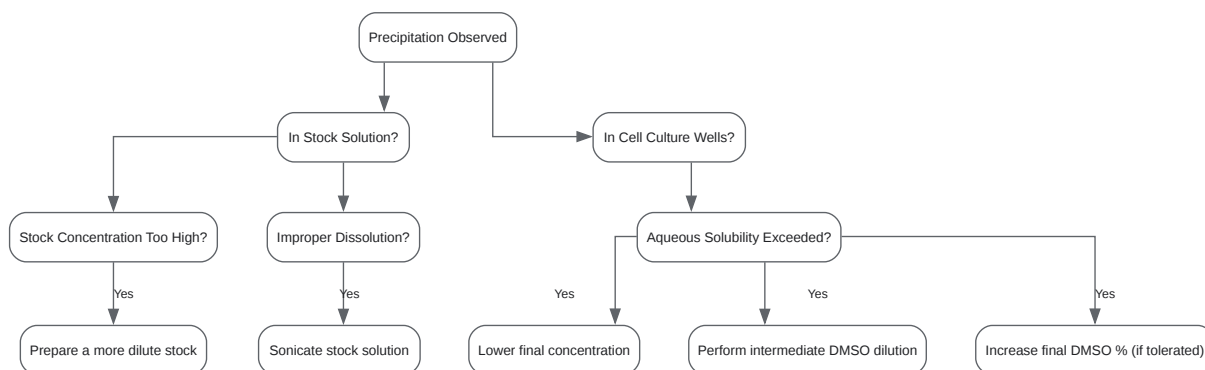 Precipitation Observed
In Stock Solution?
In Cell Culture Wells?
Stock Concentration Too High?
Improper Dissolution?
Aqueous Solubility Exceeded?
Yes
Yes
Yes
Yes
Yes
Prepare a more dilute stock
Sonicate stock solution
Lower final concentration
Perform intermediate DMSO dilution
Increase final DMSO % (if tolerated)